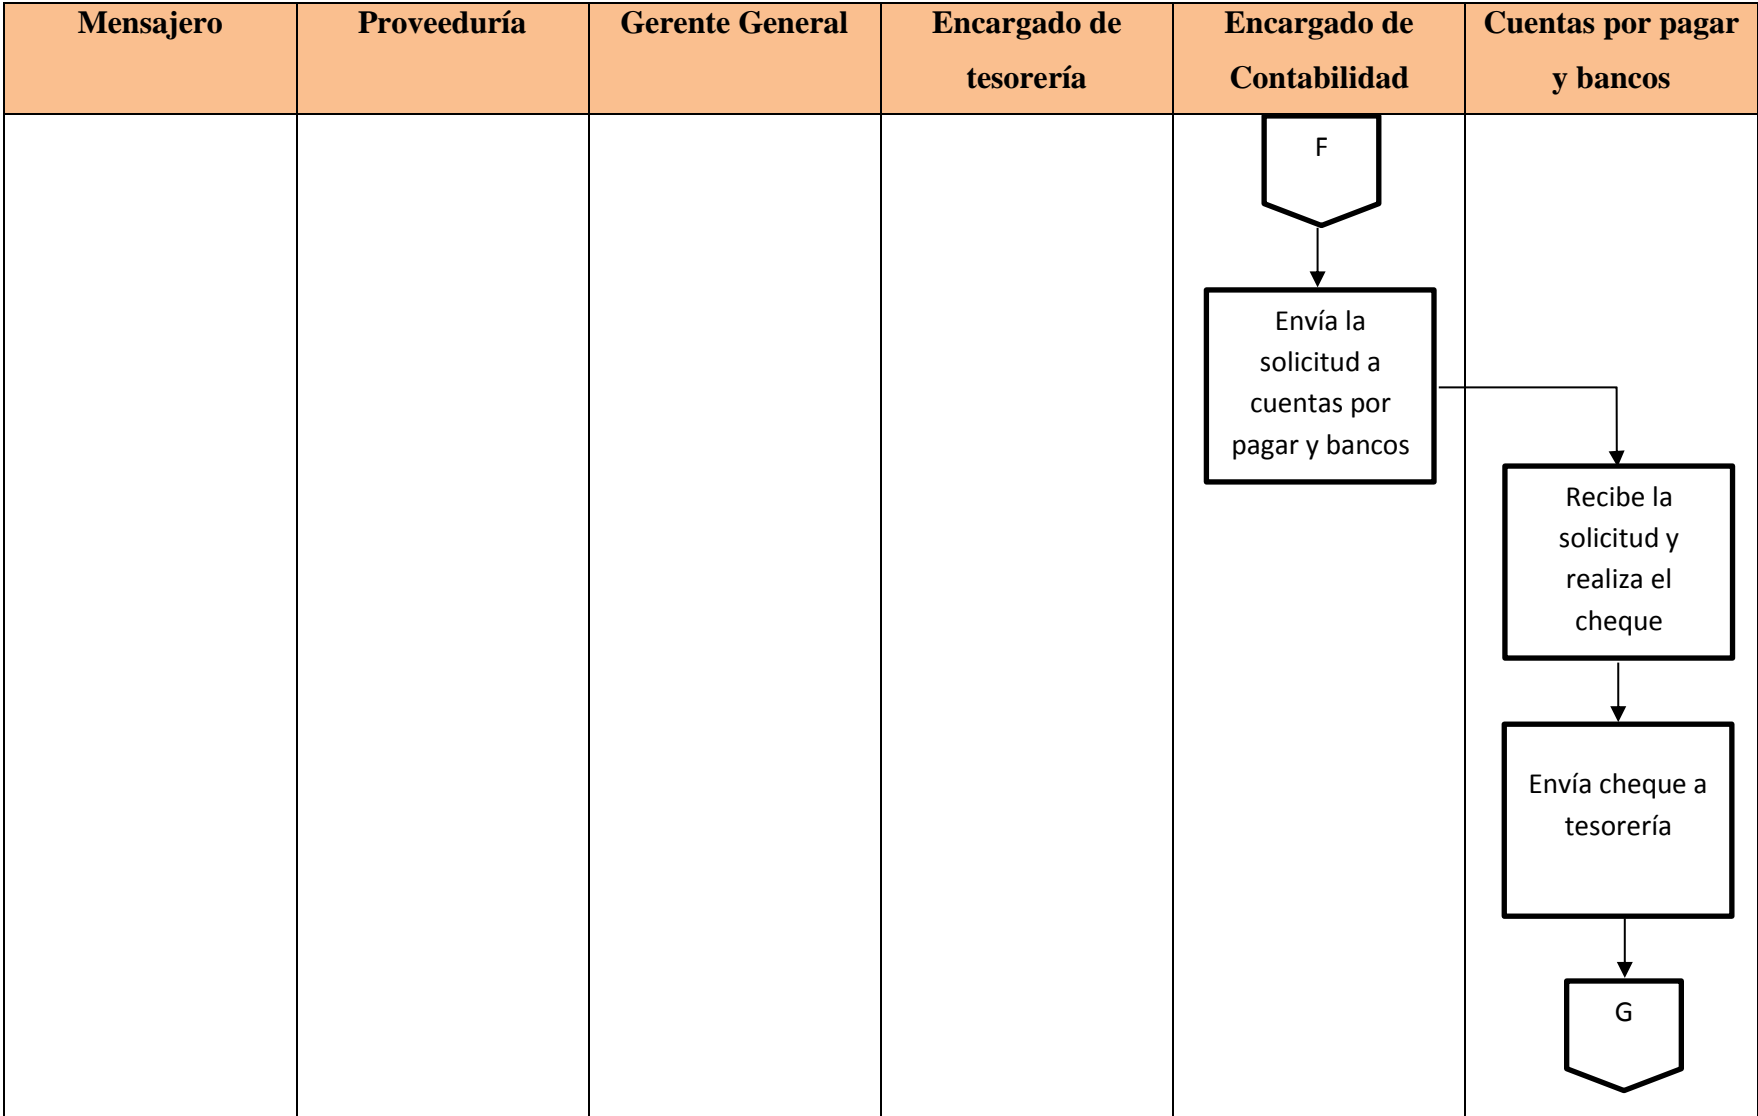 Mensajero
Proveeduría
Gerente General
Encargado de
tesorería
Encargado de
Contabilidad
Cuentas por pagar
y bancos
F
Envía la
solicitud a
cuentas por
pagar y bancos
Recibe la
solicitud y
realiza el
cheque
Envía cheque a
tesorería
G